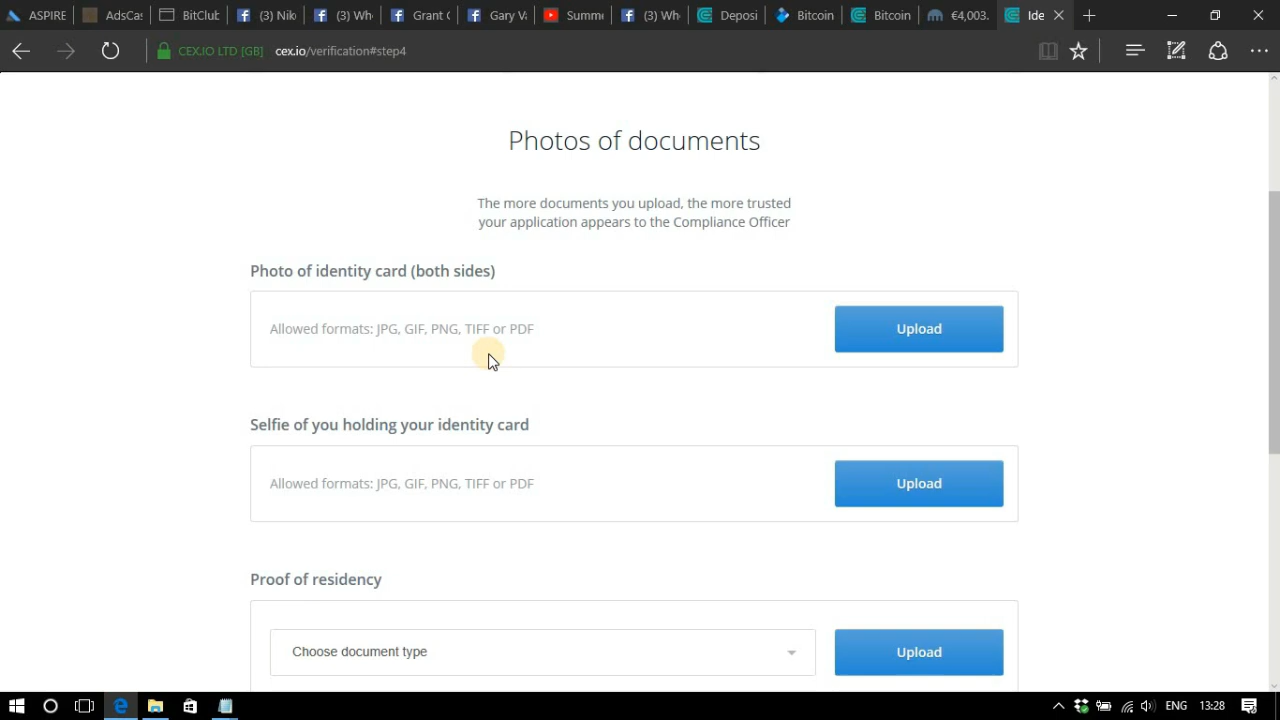 ASPIRE
AdsCas
BitClub
(3) Nik
(3) Wh
Grant C
Gary Va
Summe
(3) Wh
Deposi
Bitcoin
Bitcoin
€4,003.
Ide
CEX.IO LTD [GB]
cex.io/verification#step4
Photos of documents
The more documents you upload, the more trusted
your application appears to the Compliance Officer
Photo of identity card (both sides)
Allowed formats: JPG, GIF, PNG, TIFF or PDF
Upload
Selfie of you holding your identity card
Allowed formats: JPG, GIF, PNG, TIFF or PDF
Upload
Proof of residency
Choose document type
Upload
ENG
13:28